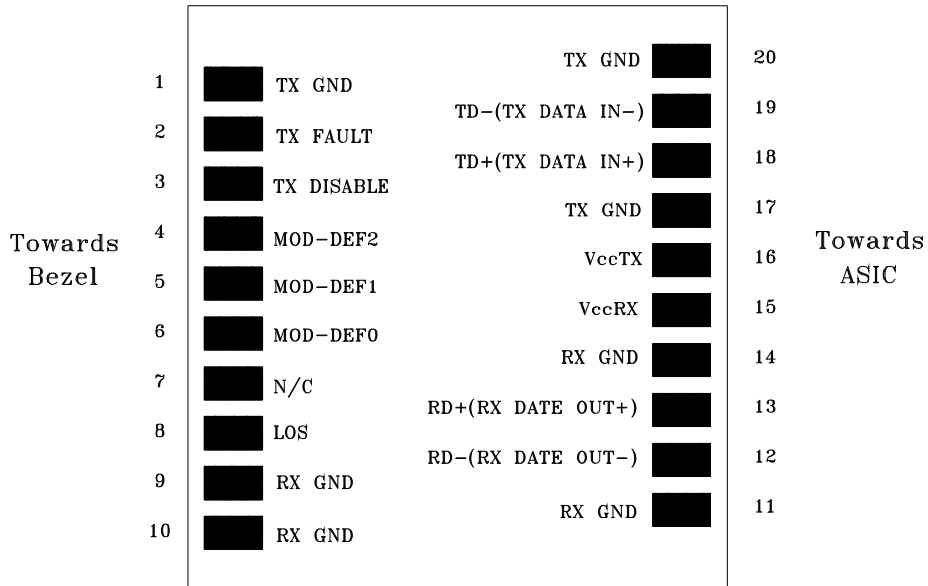 Towards
Bezel
1 TX GND
2 TX FAULT
3 TX DISABLE
4 MOD-DEF2
5 MOD-DEF1
6 MOD-DEF0
7 N/C
8 LOS
9 RX GND
10 RX GND
TX GND 20
TD-(TX DATA IN-) 19
TD+(TX DATA IN+) 18
TX GND 17
VccTX 16
VccRX 15
RX GND 14
RD+(RX DATE OUT+) 13
RD-(RX DATE OUT-) 12
RX GND 11
Towards
ASIC